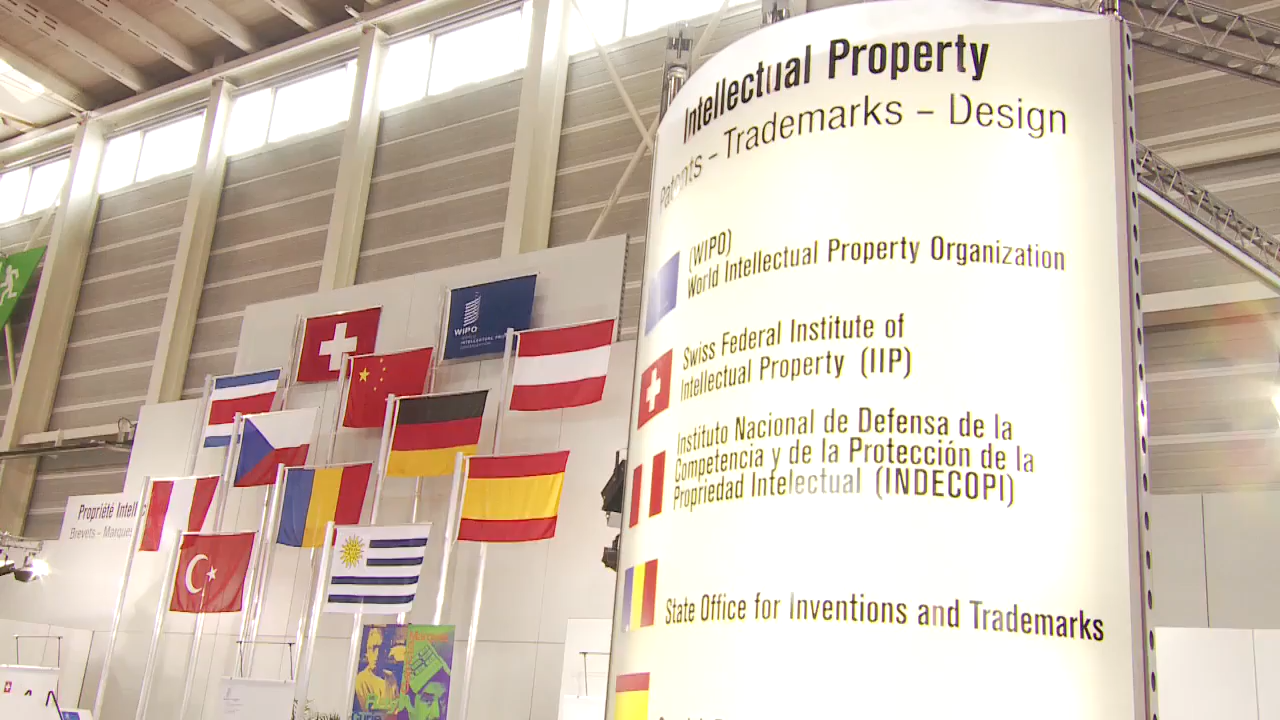 Intellectual Property
Patents – Trademarks – Design
(WIPO)
World Intellectual Property Organization
Swiss Federal Institute of
Intellectual Property (IIP)
Instituto Nacional de Defensa de la
Competencia y de la Protección de la
Propiedad Intelectual (INDECOPI)
State Office for Inventions and Trademarks
WIPO
Propriété Intell
Brevets – Marques